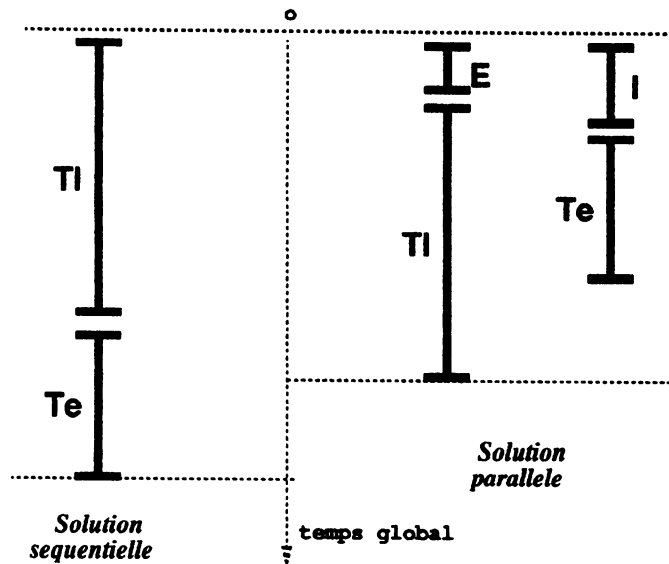 o
E
I
Tl
Te
Tl
Te
Solution
parallele
Solution
sequentielle
temps global